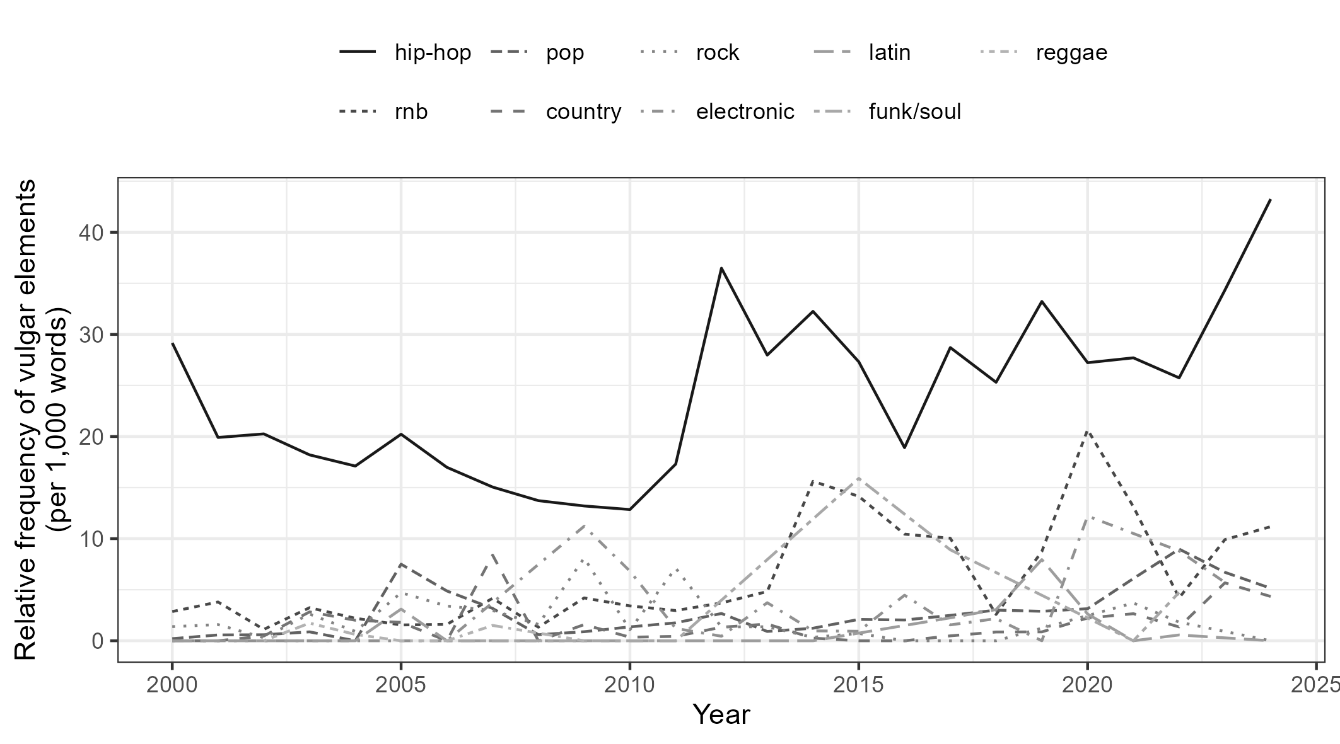 hip-hop pop rock latin reggae
rnb country electronic funk/soul
Relative frequency of vulgar elements
(per 1,000 words)
40
30
20
10
0
2000 2005 2010 2015 2020 2025
Year